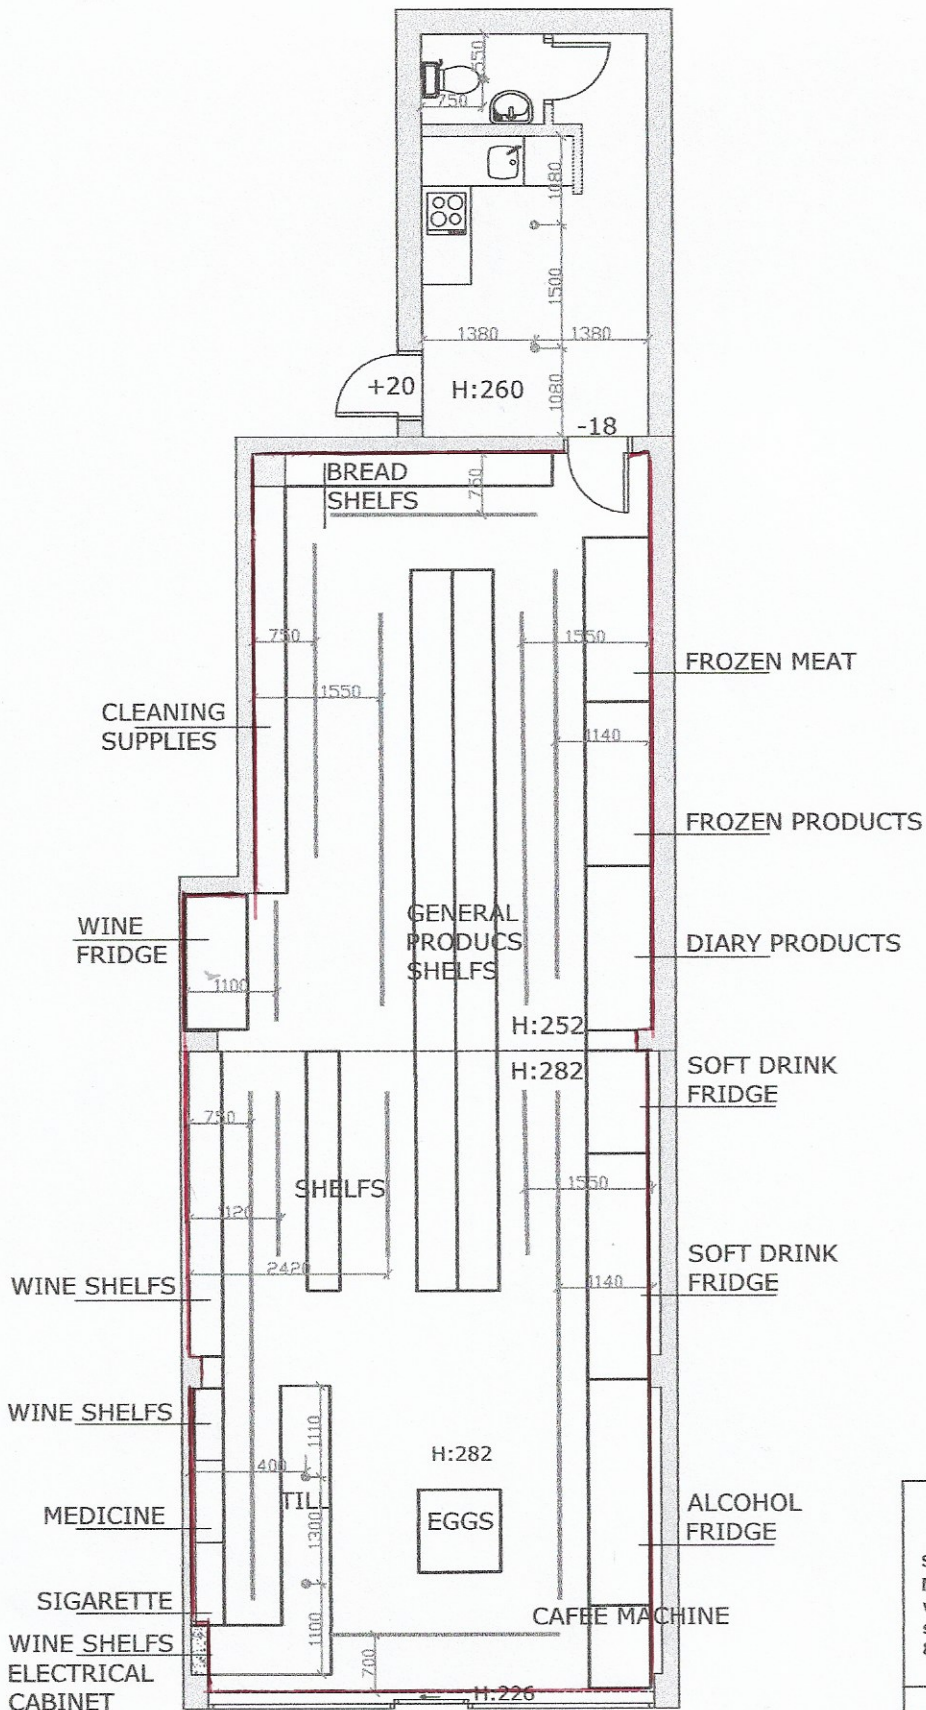 550
750
1080
1500
1380
1380
1080
+20
H:260
-18
BREAD
SHELFS
750
750
1550
1550
FROZEN MEAT
CLEANING
SUPPLIES
1140
FROZEN PRODUCTS
WINE
FRIDGE
GENERAL
PRODUCS
SHELFS
DIARY PRODUCTS
1100
H:252
H:282
SOFT DRINK
FRIDGE
750
SHELFS
1550
1120
2420
WINE SHELFS
SOFT DRINK
FRIDGE
1140
WINE SHELFS
1110
H:282
400
TILL
EGGS
MEDICINE
1300
ALCOHOL
FRIDGE
SIGARETTE
CAFEE MACHINE
WINE SHELFS
ELECTRICAL
CABINET
1100
700
H:226